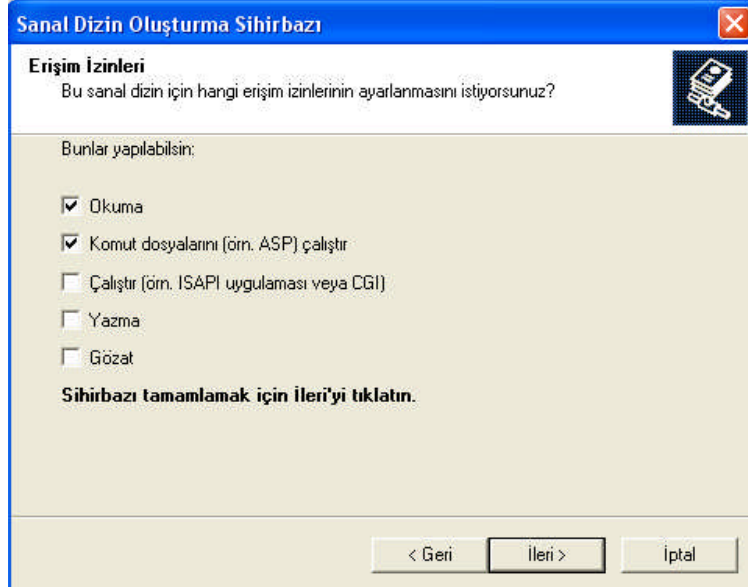 Sanal Dizin Oluşturma Sihirbazı
Erişim İzinleri
Bu sanal dizin için hangi erişim izinlerinin ayarlanmasını istiyorsunuz?
Bunlar yapılabilsin:
Okuma
Komut dosyalarını (örn. ASP) çalıştır
Çalıştır (örn. ISAPI uygulaması veya CGI)
Yazma
Gözat
Sihirbazı tamamlamak için İleri'yi tıklatın.
< Geri İleri > İptal